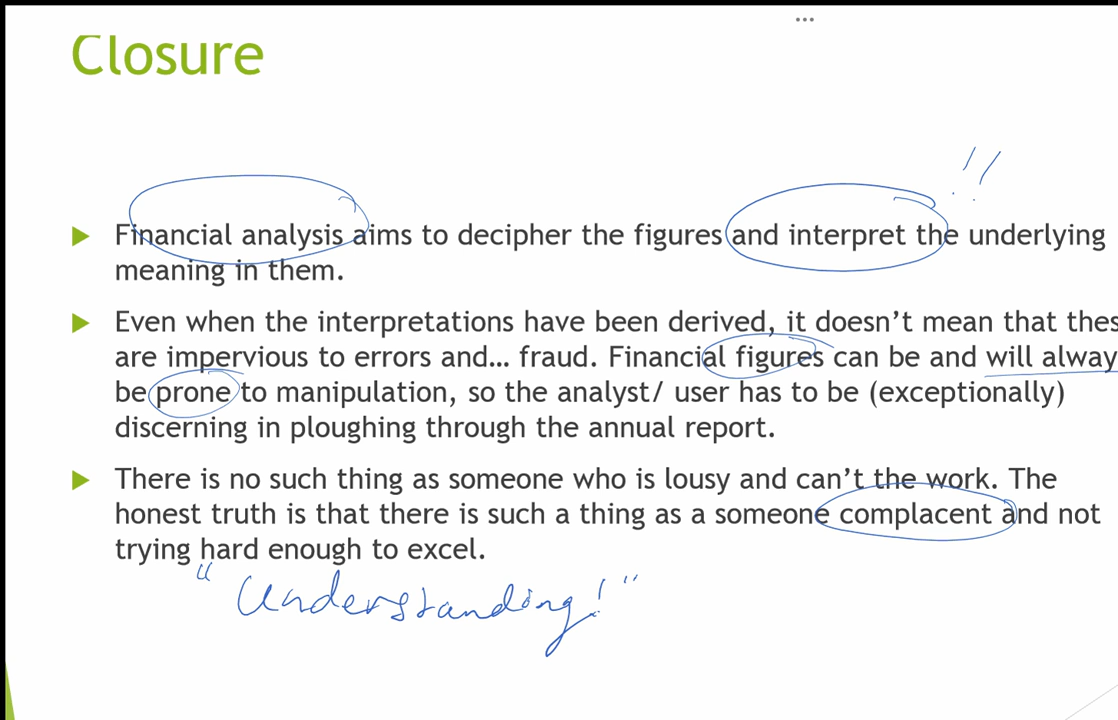 Closure
!!
Financial analysis aims to decipher the figures and interpret the underlying
meaning in them.
Even when the interpretations have been derived, it doesn’t mean that thes
are impervious to errors and... fraud. Financial figures can be and will alway
be prone to manipulation, so the analyst/ user has to be (exceptionally)
discerning in ploughing through the annual report.
There is no such thing as someone who is lousy and can’t the work. The
honest truth is that there is such a thing as a someone complacent and not
trying hard enough to excel.
"Understanding!"